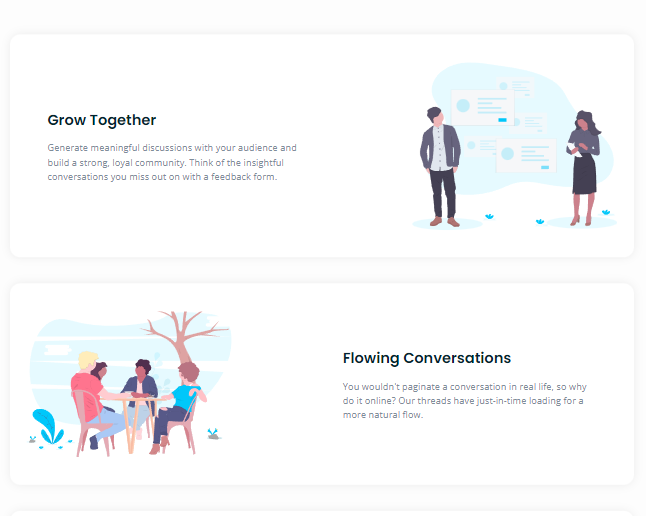 Grow Together
Generate meaningful discussions with your audience and
build a strong, loyal community. Think of the insightful
conversations you miss out on with a feedback form.
Flowing Conversations
You wouldn't paginate a conversation in real life, so why
do it online? Our threads have just-in-time loading for a
more natural flow.